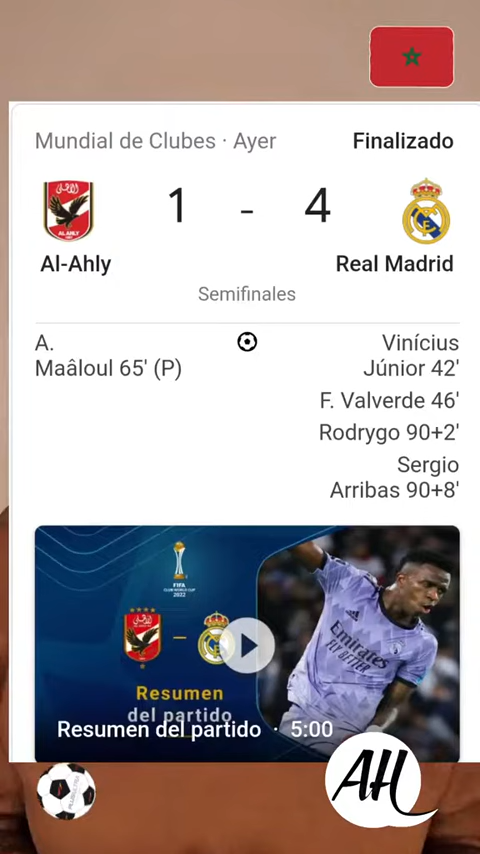 Mundial de Clubes · Ayer
Finalizado
1 - 4
Al-Ahly
Real Madrid
Semifinales
A.
Maâloul 65' (P)
Vinícius
Júnior 42'
F. Valverde 46'
Rodrygo 90+2'
Sergio
Arribas 90+8'
FIFA
CLUB WORLD CUP
2022
Emirates
FLY BETTER
Resumen
del partido
Resumen del partido · 5:00
AH